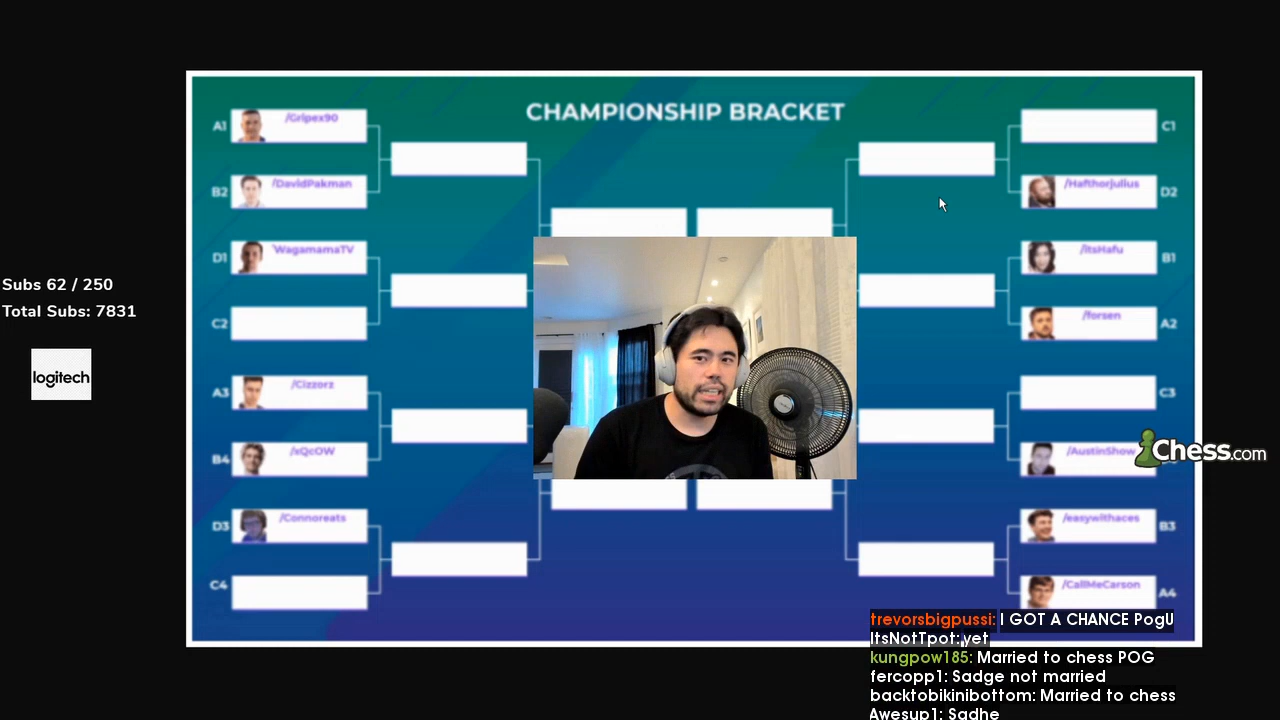 CHAMPIONSHIP BRACKET
A1 /Gripex90
B2 /DavidPakman
D1 /WagamamaTV
C2
A3 /Cizzorz
B4 /xQcOW
D3 /Connoreats
C4
C1
/Hafthorjulius D2
/ItsHafu B1
/forsen A2
C3
/AustinShow
/easywithaces B3
/CallMeCarson A4
Subs 62 / 250
Total Subs: 7831
logitech
Chess.com
trevorsbigpussi: I GOT A CHANCE PogU
ItsNotTpot: yet
kungpow185: Married to chess POG
fercopp1: Sadge not married
backtobikinibottom: Married to chess
Awesup1: Sadhe